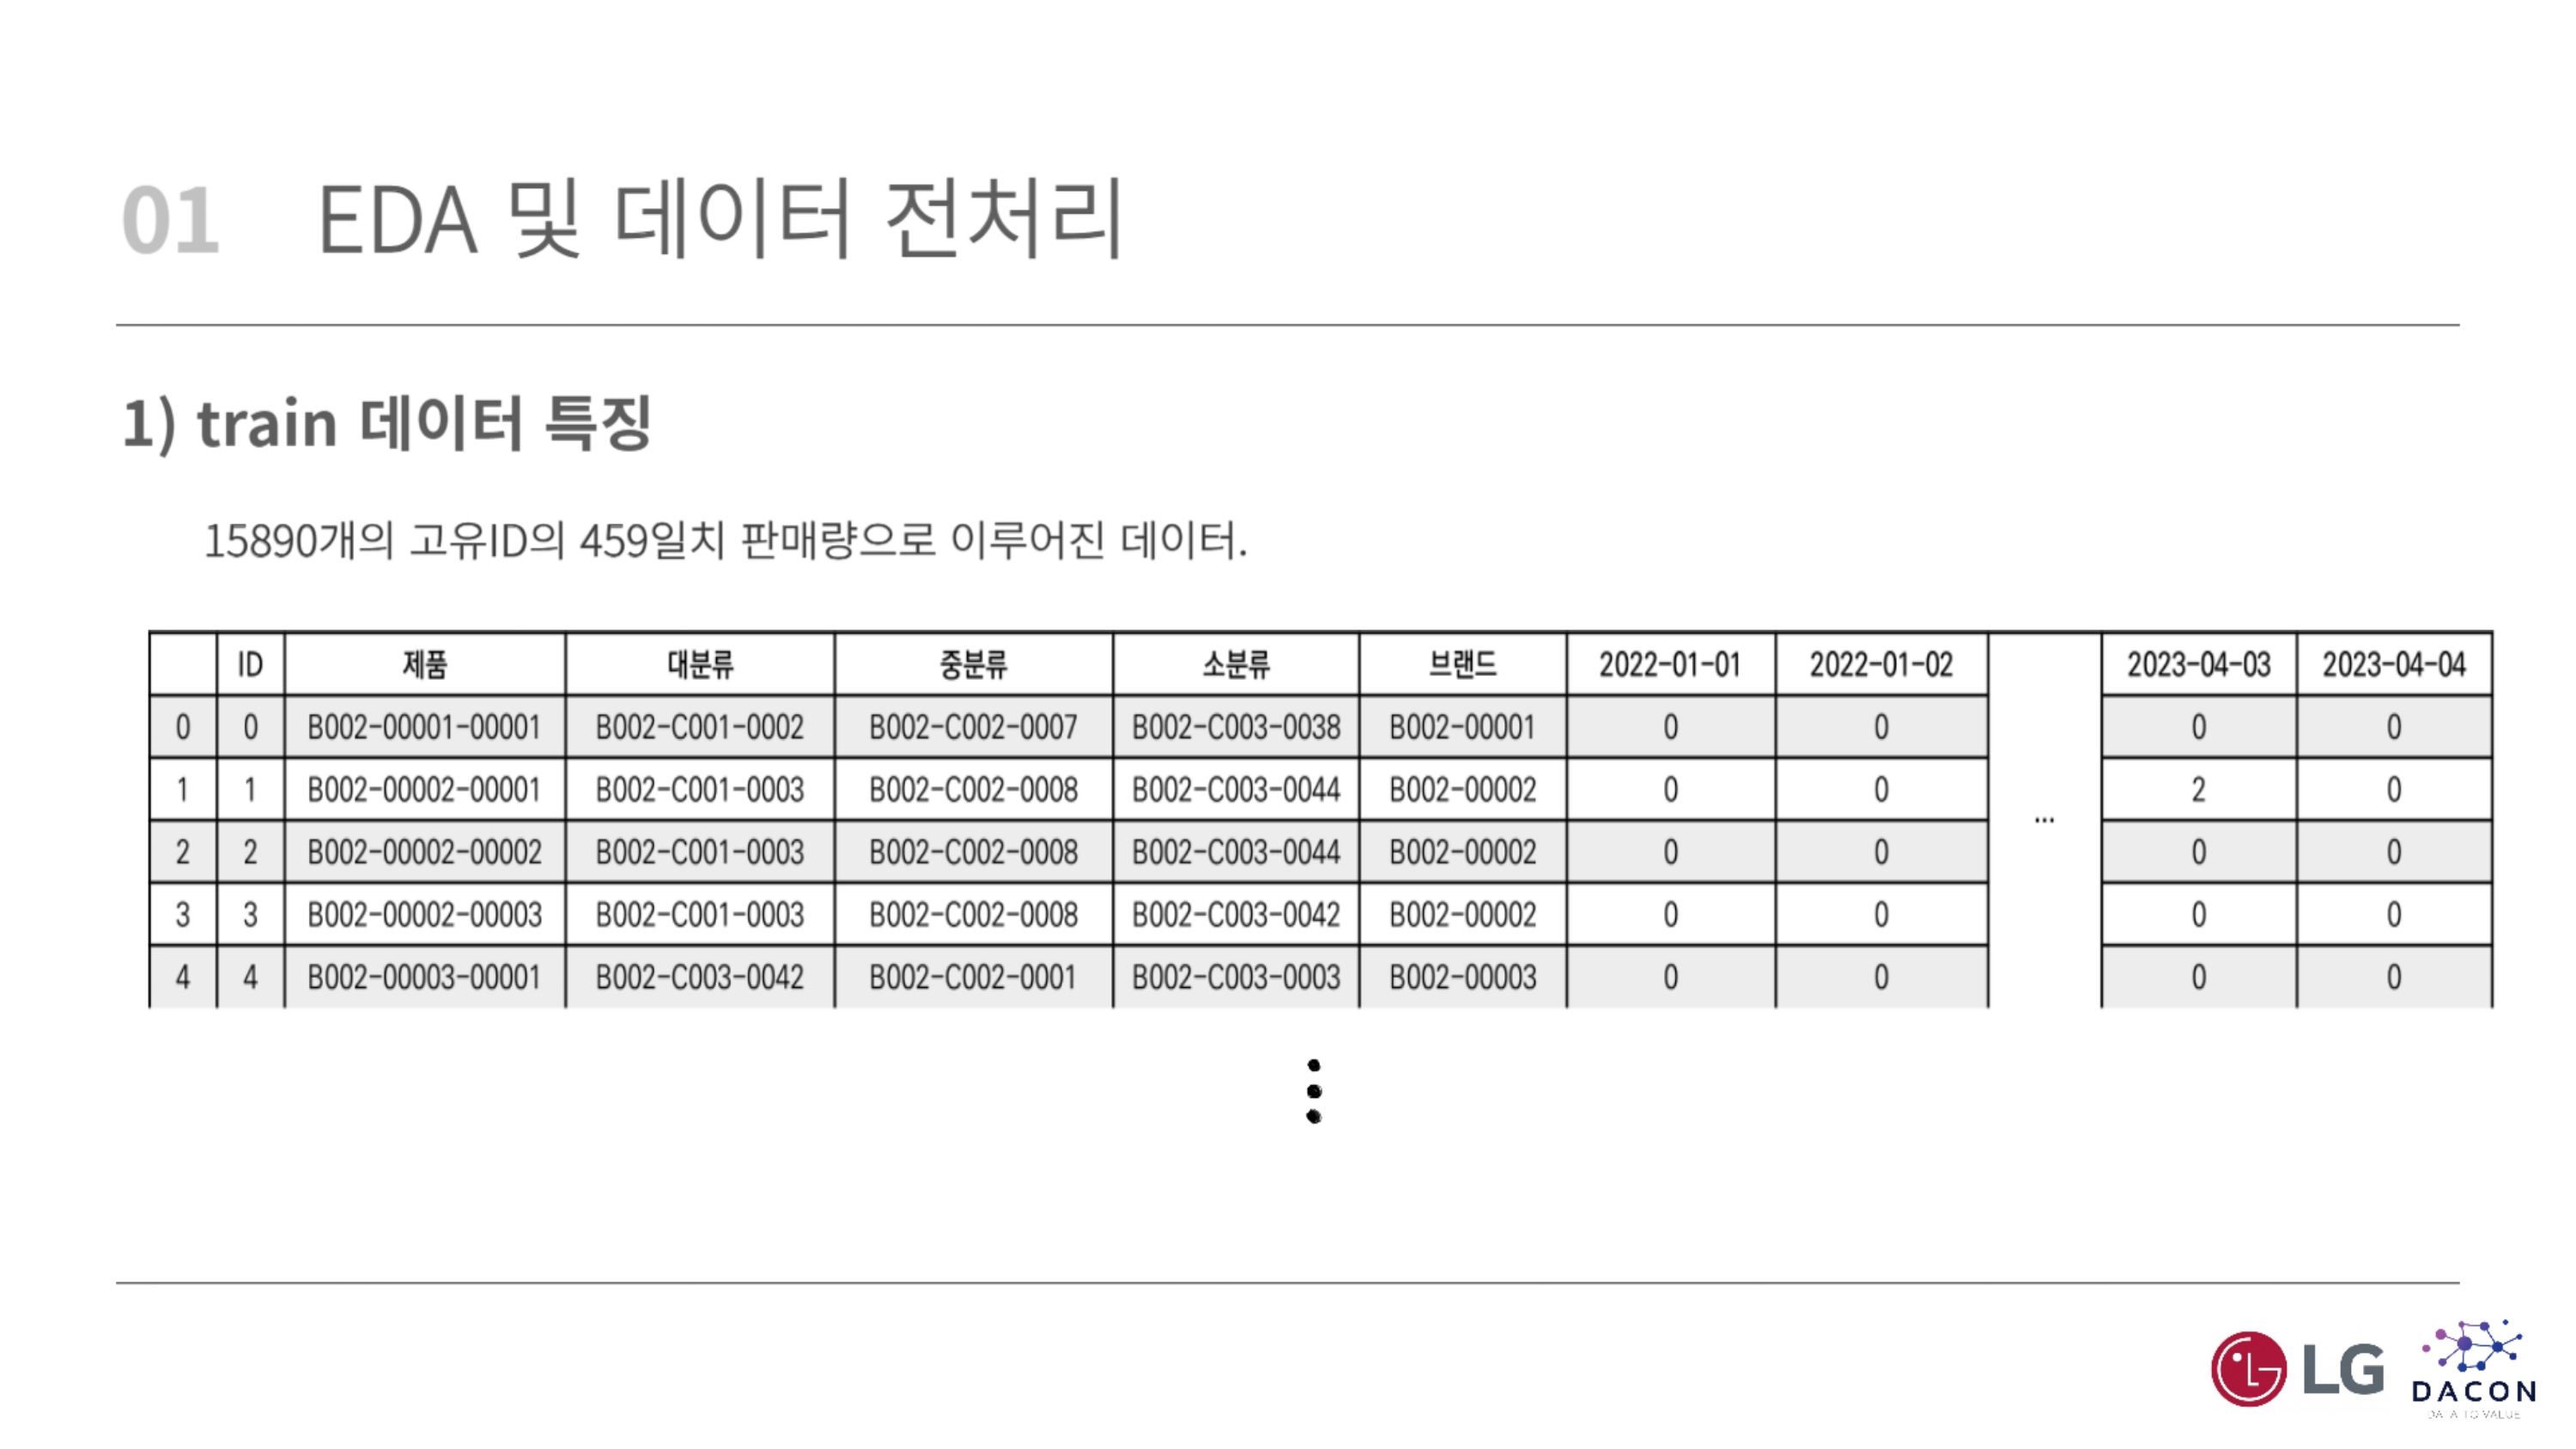 01 EDA 및 데이터 전처리
1) train 데이터 특징
15890개의 고유ID의 459일치 판매량으로 이루어진 데이터.
ID 제품 대분류 중분류 소분류 브랜드 2022-01-01 2022-01-02 2023-04-03 2023-04-04
0 0 B002-00001-00001 B002-C001-0002 B002-C002-0007 B002-C003-0038 B002-00001 0 0 0 0
1 1 B002-00002-00001 B002-C001-0003 B002-C002-0008 B002-C003-0044 B002-00002 0 0 ... 2 0
2 2 B002-00002-00002 B002-C001-0003 B002-C002-0008 B002-C003-0044 B002-00002 0 0 0 0
3 3 B002-00002-00003 B002-C001-0003 B002-C002-0008 B002-C003-0042 B002-00002 0 0 0 0
4 4 B002-00003-00001 B002-C003-0042 B002-C002-0001 B002-C003-0003 B002-00003 0 0 0 0
LG
DACON
DATA TO VALUE